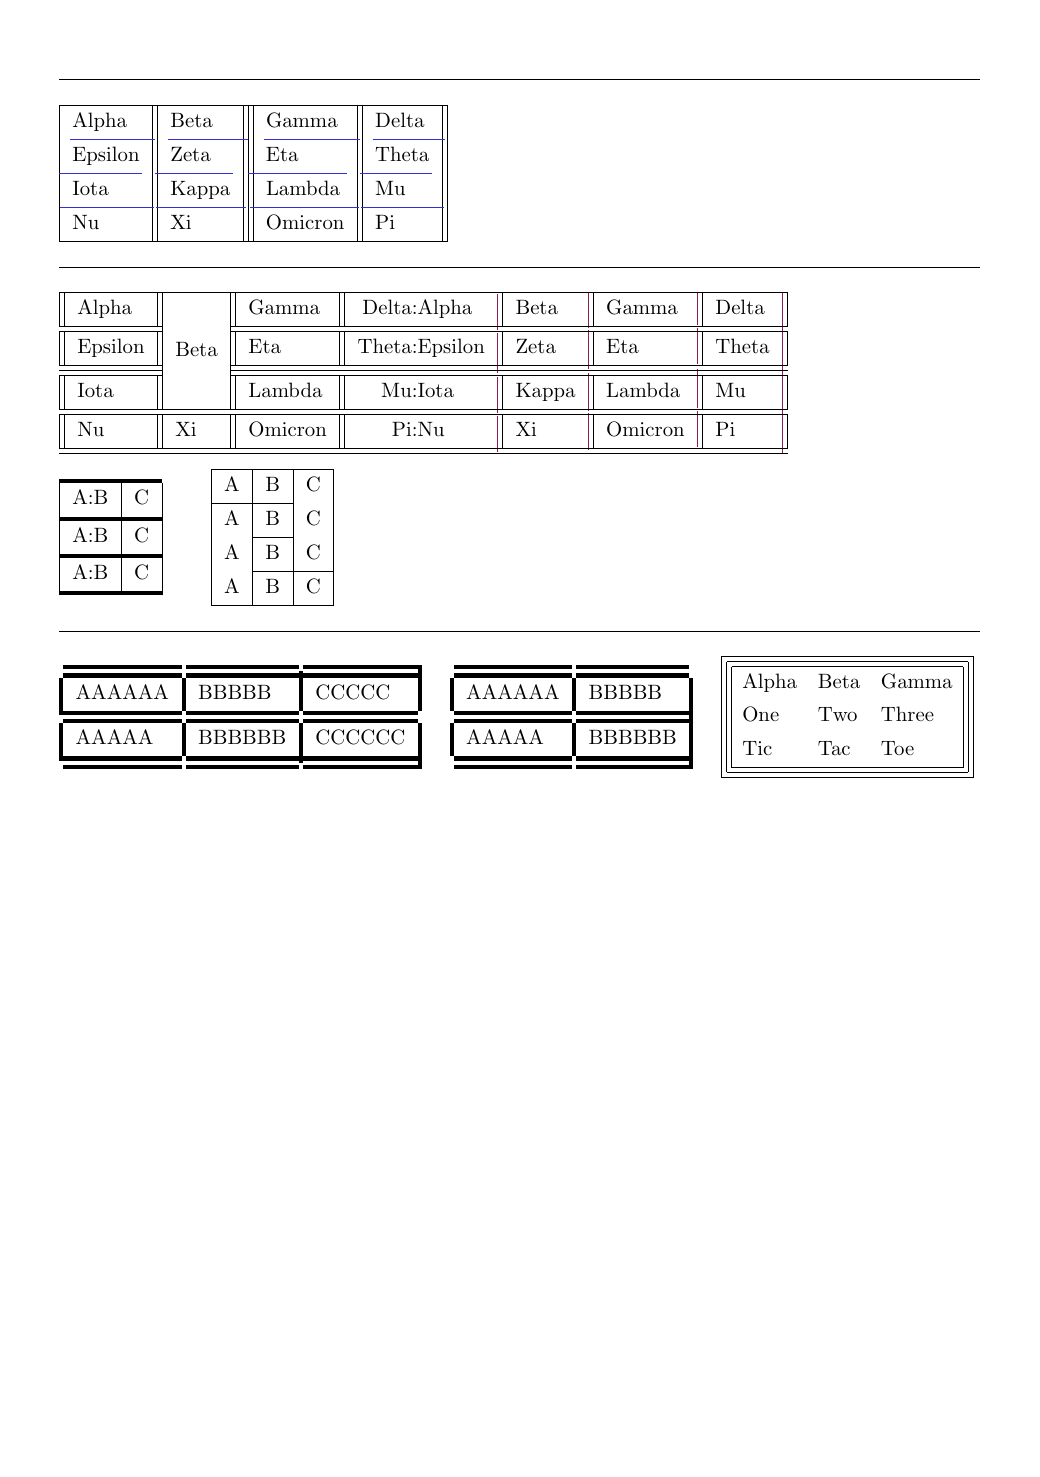 Alpha Beta Gamma Delta
Epsilon Zeta Eta Theta
Iota Kappa Lambda Mu
Nu Xi Omicron Pi
Alpha Gamma Delta:Alpha Beta Gamma Delta
Beta
Epsilon Eta Theta:Epsilon Zeta Eta Theta
Iota Lambda Mu:Iota Kappa Lambda Mu
Nu Xi Omicron Pi:Nu Xi Omicron Pi
A:B C
A:B C
A:B C
A B C
A B C
A B C
A B C
AAAAAA BBBBB CCCCC
AAAAA BBBBBB CCCCCC
AAAAAA BBBBB
AAAAA BBBBBB
Alpha Beta Gamma
One Two Three
Tic Tac Toe